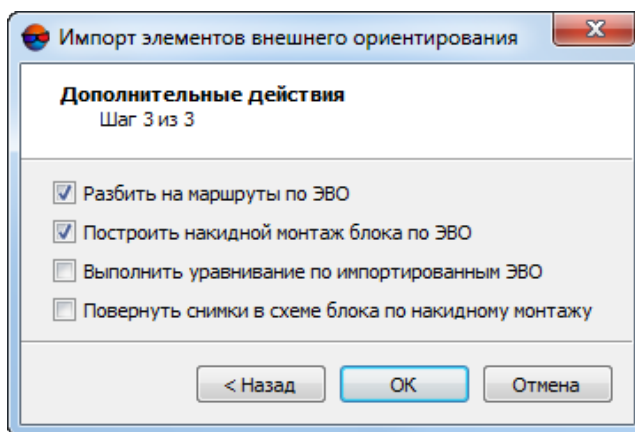 Импорт элементов внешнего ориентирования
Дополнительные действия
Шаг 3 из 3
Разбить на маршруты по ЭВО
Построить накидной монтаж блока по ЭВО
Выполнить уравнивание по импортированным ЭВО
Повернуть снимки в схеме блока по накидному монтажу
< Назад
OK
Отмена